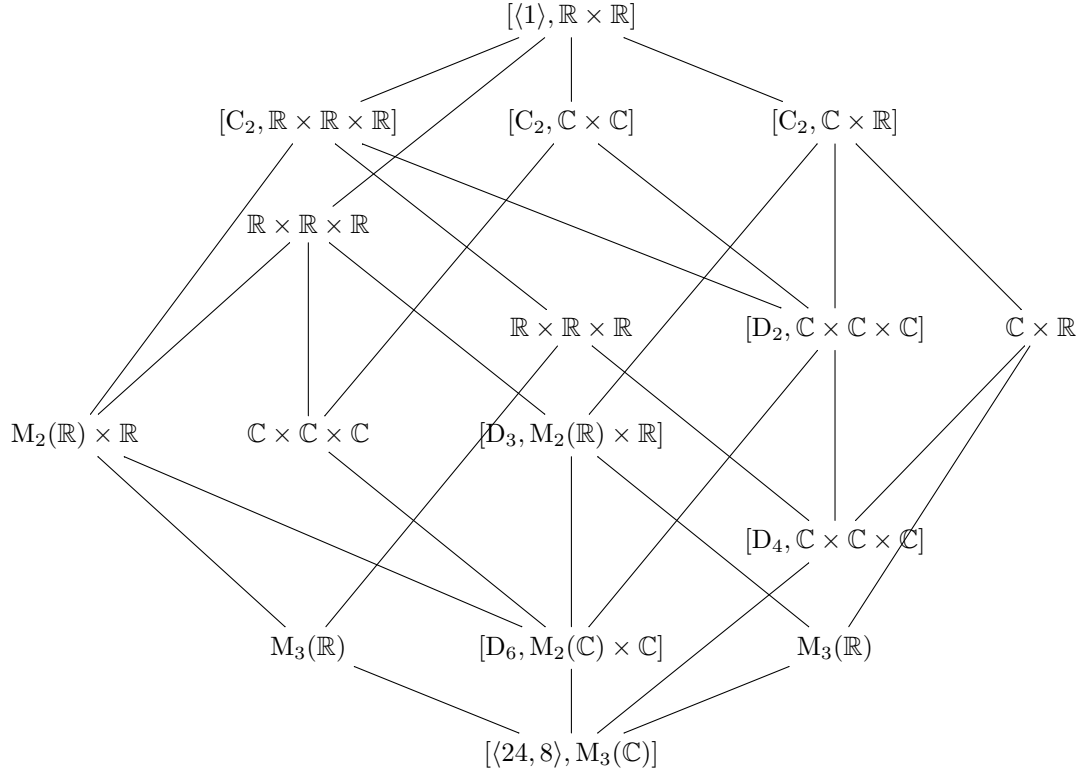 [⟨1⟩, ℝ × ℝ]
[C₂, ℝ × ℝ × ℝ]
[C₂, ℂ × ℂ]
[C₂, ℂ × ℝ]
ℝ × ℝ × ℝ
ℝ × ℝ × ℝ
[D₂, ℂ × ℂ × ℂ]
ℂ × ℝ
M₂(ℝ) × ℝ
ℂ × ℂ × ℂ
[D₃, M₂(ℝ) × ℝ]
[D₄, ℂ × ℂ × ℂ]
M₃(ℝ)
[D₆, M₂(ℂ) × ℂ]
M₃(ℝ)
[⟨24, 8⟩, M₃(ℂ)]